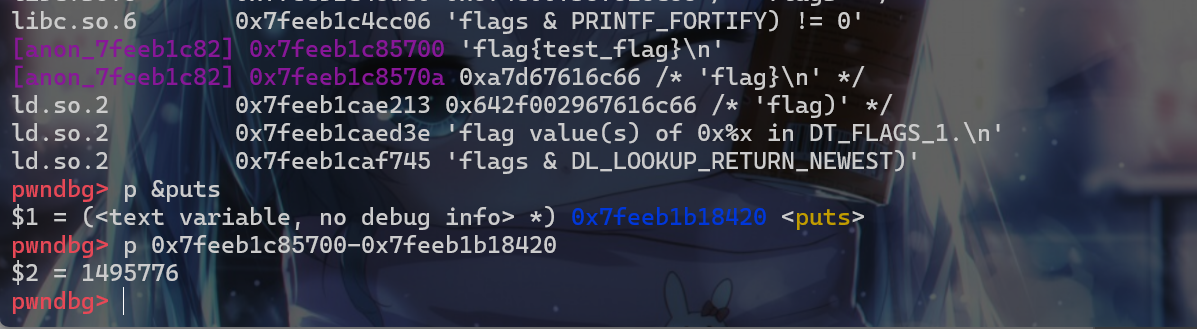 libc.so.6         0x7feeb1c4cc06 'flags & PRINTF_FORTIFY) != 0'
[anon_7feeb1c82] 0x7feeb1c85700 'flag{test_flag}\n'
[anon_7feeb1c82] 0x7feeb1c8570a 0xa7d67616c66 /* 'flag}\n' */
ld.so.2         0x7feeb1cae213 0x642f002967616c66 /* 'flag)' */
ld.so.2         0x7feeb1caed3e 'flag value(s) of 0x%x in DT_FLAGS_1.\n'
ld.so.2         0x7feeb1caf745 'flags & DL_LOOKUP_RETURN_NEWEST)'
pwndbg> p &puts
$1 = (<text variable, no debug info> *) 0x7feeb1b18420 <puts>
pwndbg> p 0x7feeb1c85700-0x7feeb1b18420
$2 = 1495776
pwndbg>